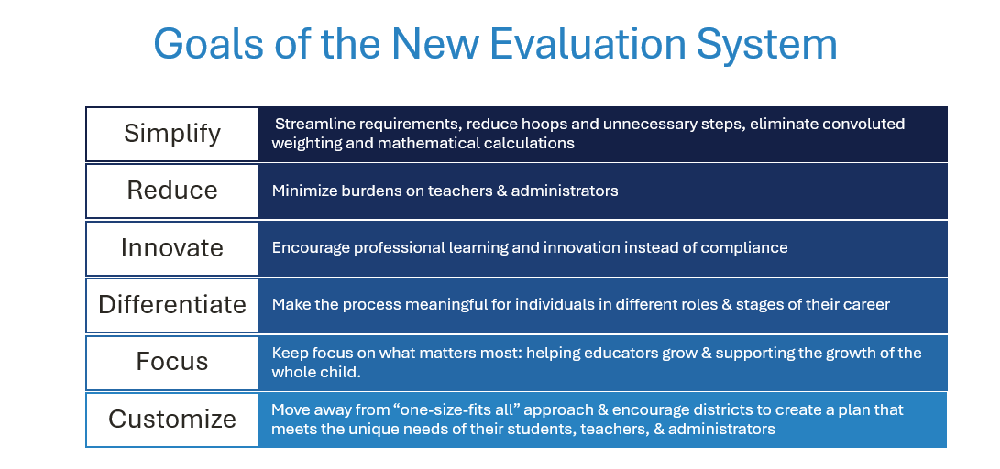 Goals of the New Evaluation System
Simplify
Streamline requirements, reduce hoops and unnecessary steps, eliminate convoluted
weighting and mathematical calculations
Reduce
Minimize burdens on teachers & administrators
Innovate
Encourage professional learning and innovation instead of compliance
Differentiate
Make the process meaningful for individuals in different roles & stages of their career
Focus
Keep focus on what matters most: helping educators grow & supporting the growth of the
whole child.
Customize
Move away from “one-size-fits all” approach & encourage districts to create a plan that
meets the unique needs of their students, teachers, & administrators